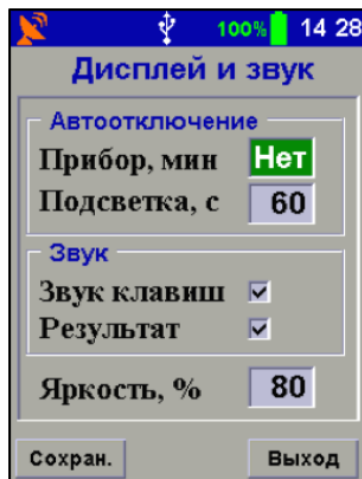 100% 14 28
Дисплей и звук
Автоотключение
Прибор, мин Нет
Подсветка, с 60
Звук
Звук клавиш
Результат
Яркость, % 80
Сохран. Выход